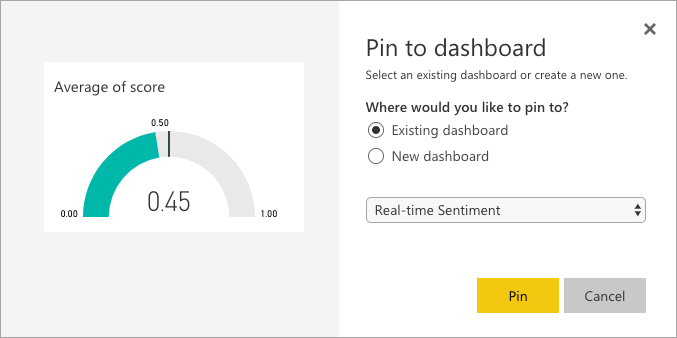 Average of score
0.50
0.45
0.00
1.00
Pin to dashboard
Select an existing dashboard or create a new one.
Where would you like to pin to?
Existing dashboard
New dashboard
Real-time Sentiment
Pin
Cancel